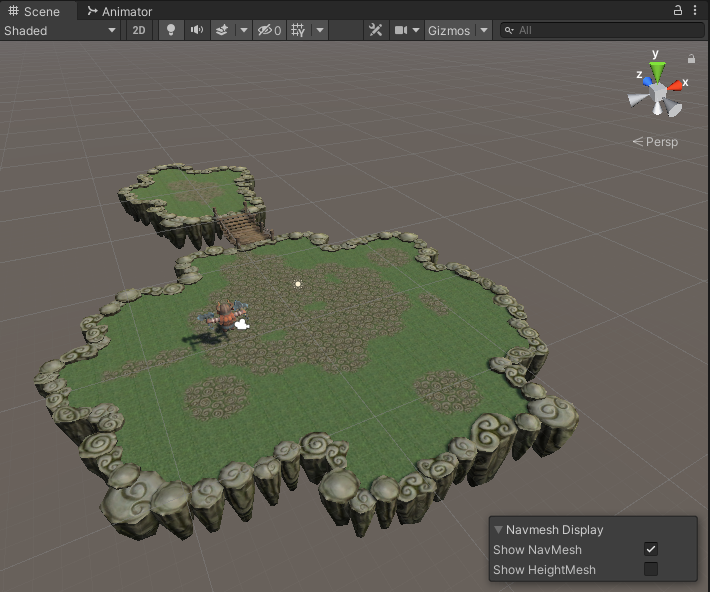 Scene
Animator
Shaded
2D
0
Gizmos
All
y
z
x
Persp
Navmesh Display
Show NavMesh
Show HeightMesh